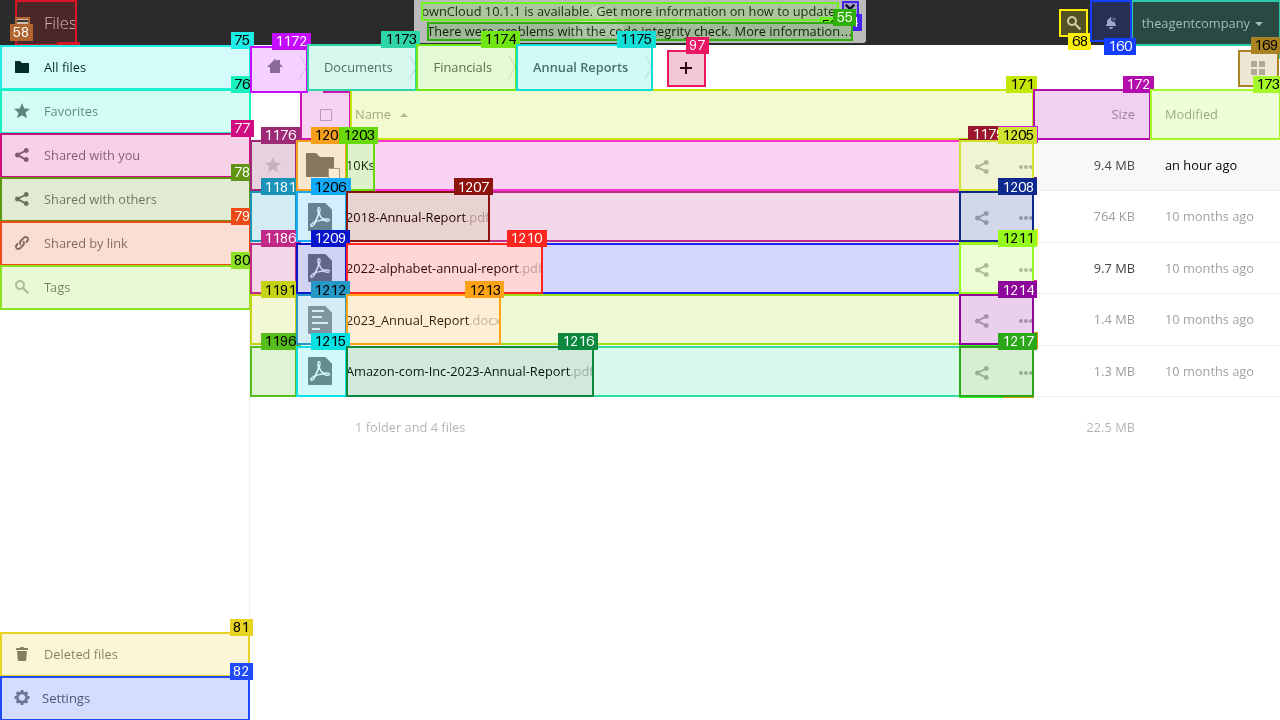 Files
58
ownCloud 10.1.1 is available. Get more information on how to update
There were problems with the code integrity check. More information...
55
68
160
theagentcompany
75
All files
76
Favorites
77
Shared with you
78
Shared with others
79
Shared by link
80
Tags
1172
1173
Documents
1174
Financials
1175
Annual Reports
97
+
169
Name
171
172
Size
173
Modified
1176
120
1203
1205
10Ks
9.4 MB
an hour ago
1181
1206
1207
1208
2018-Annual-Report.pdf
764 KB
10 months ago
1186
1209
1210
1211
2022-alphabet-annual-report.pdf
9.7 MB
10 months ago
1191
1212
1213
1214
2023_Annual_Report.docx
1.4 MB
10 months ago
1196
1215
1216
1217
Amazon-com-Inc-2023-Annual-Report.pdf
1.3 MB
10 months ago
1 folder and 4 files
22.5 MB
81
Deleted files
82
Settings